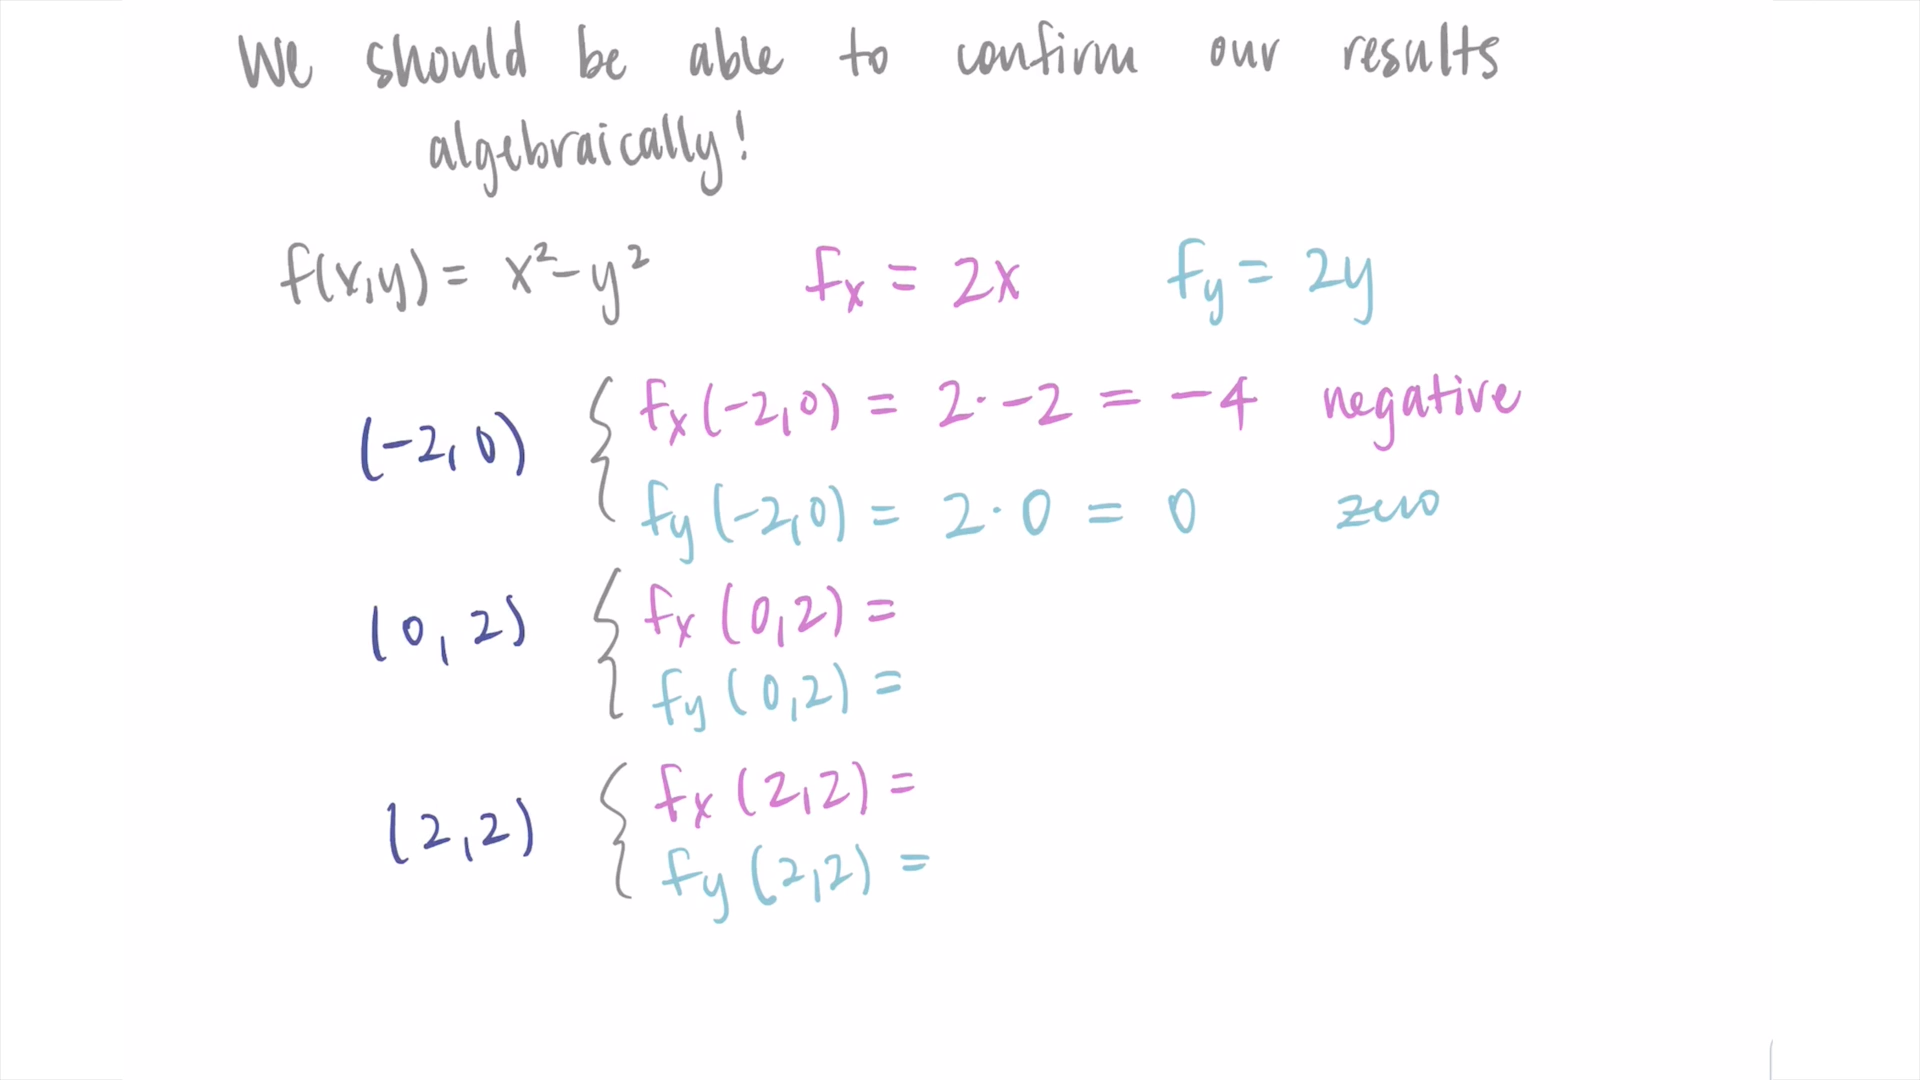 We should be able to confirm our results
algebraically!
f(x,y) = x² - y² fx = 2x fy = 2y
(-2,0) { fx(-2,0) = 2·-2 = -4 negative
fy(-2,0) = 2·0 = 0 zero
(0,2) { fx(0,2) =
fy(0,2) =
(2,2) { fx(2,2) =
fy(2,2) =